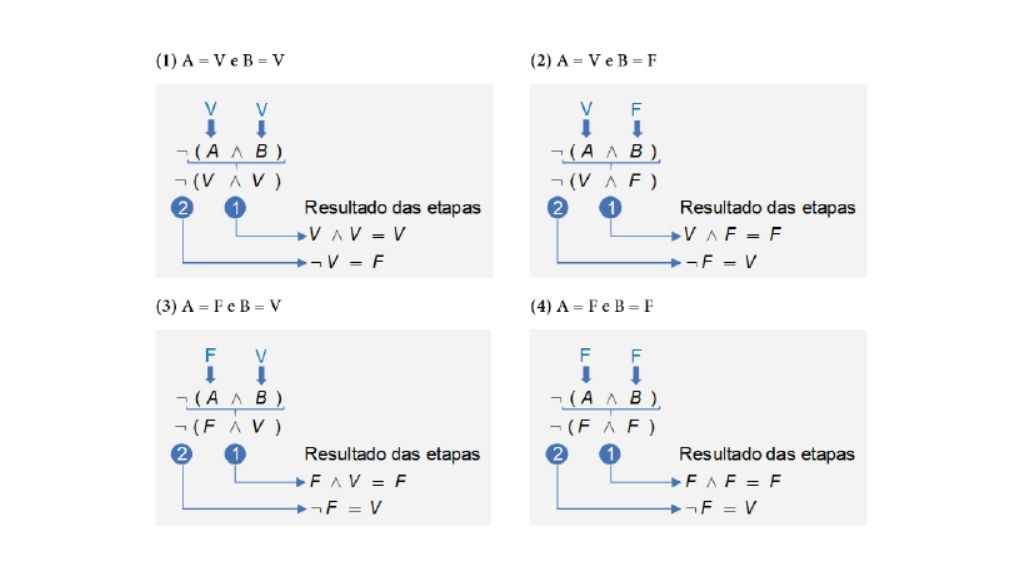 (1) A = V e B = V
V V
¬ ( A ∧ B )
¬ (V ∧ V )
2 1 Resultado das etapas
V ∧ V = V
¬ V = F
(2) A = V e B = F
V F
¬ ( A ∧ B )
¬ (V ∧ F )
2 1 Resultado das etapas
V ∧ F = F
¬ F = V
(3) A = F e B = V
F V
¬ ( A ∧ B )
¬ (F ∧ V )
2 1 Resultado das etapas
F ∧ V = F
¬ F = V
(4) A = F e B = F
F F
¬ ( A ∧ B )
¬ (F ∧ F )
2 1 Resultado das etapas
F ∧ F = F
¬ F = V